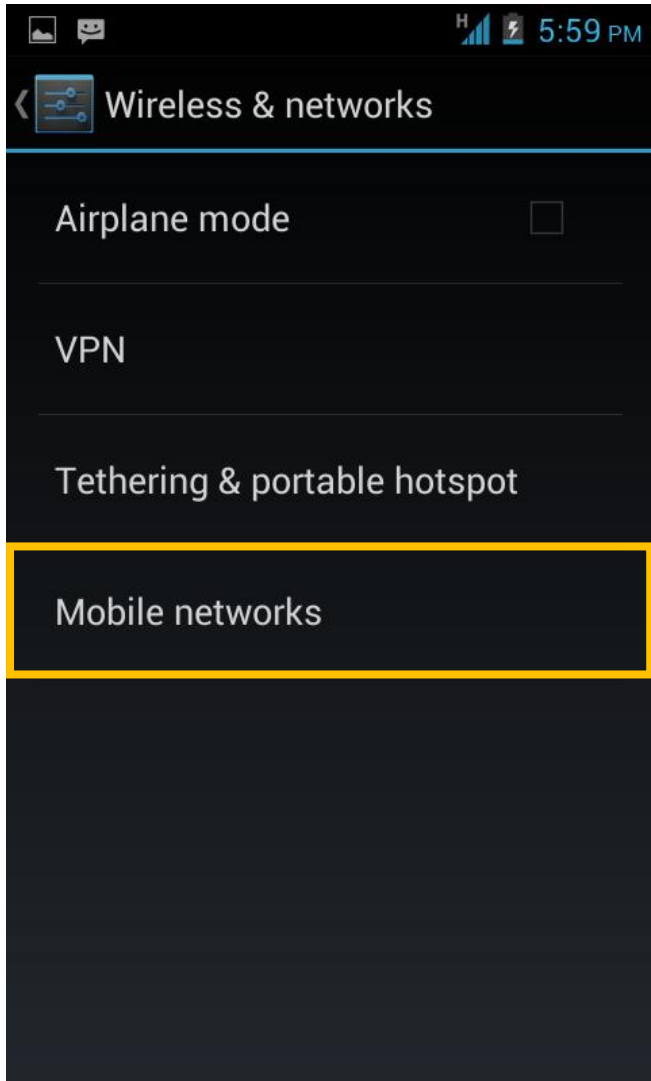 H 5:59 PM
Wireless & networks
Airplane mode
VPN
Tethering & portable hotspot
Mobile networks